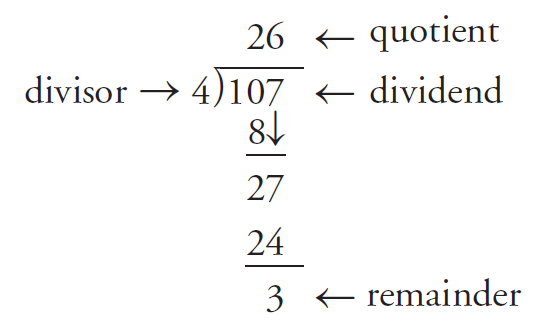 26 ← quotient
divisor → 4)107 ← dividend
8↓
27
24
3 ← remainder